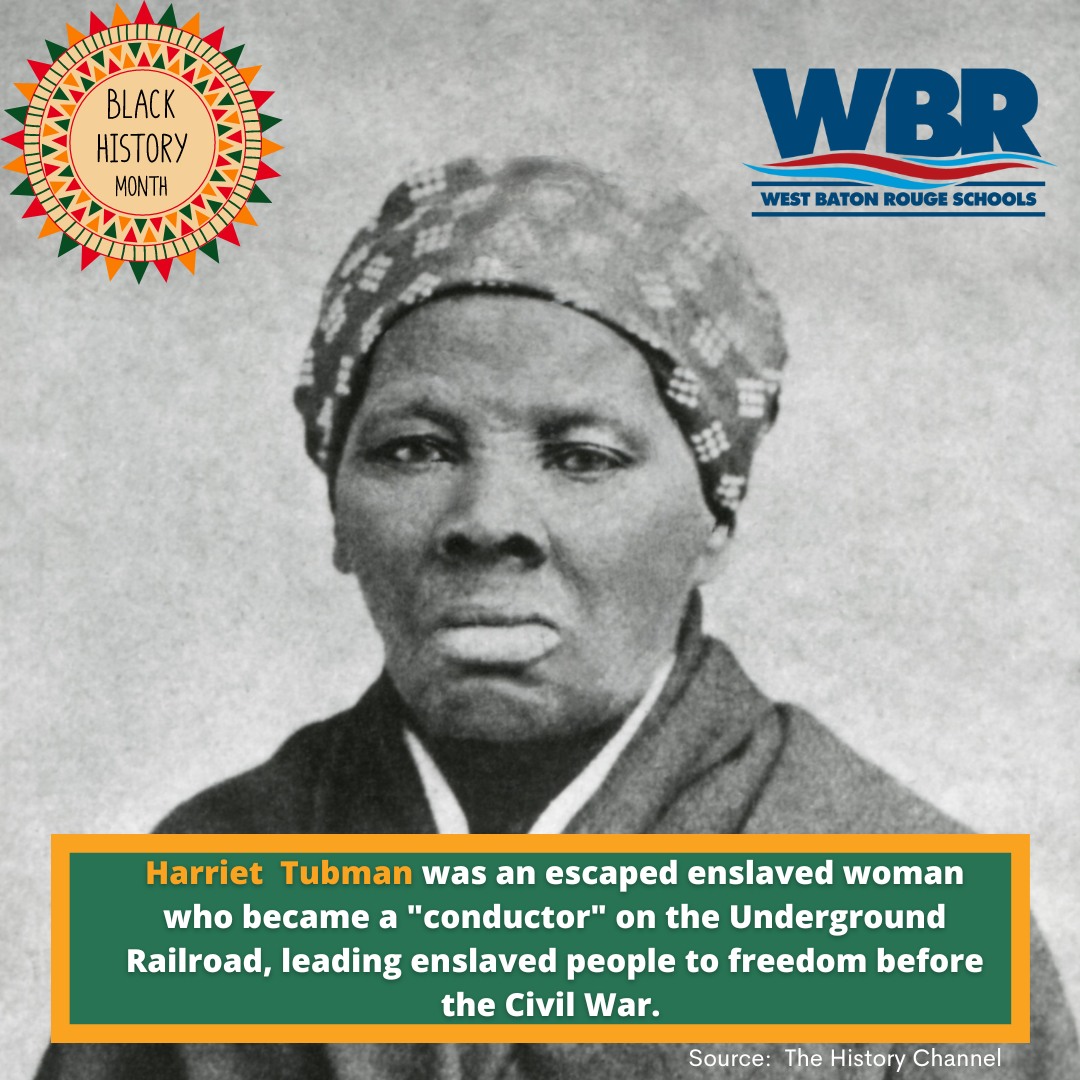 BLACK
HISTORY
MONTH
WBR
WEST BATON ROUGE SCHOOLS
Harriet  Tubman was an escaped enslaved woman
who became a "conductor" on the Underground
Railroad, leading enslaved people to freedom before
the Civil War.
Source:  The History Channel